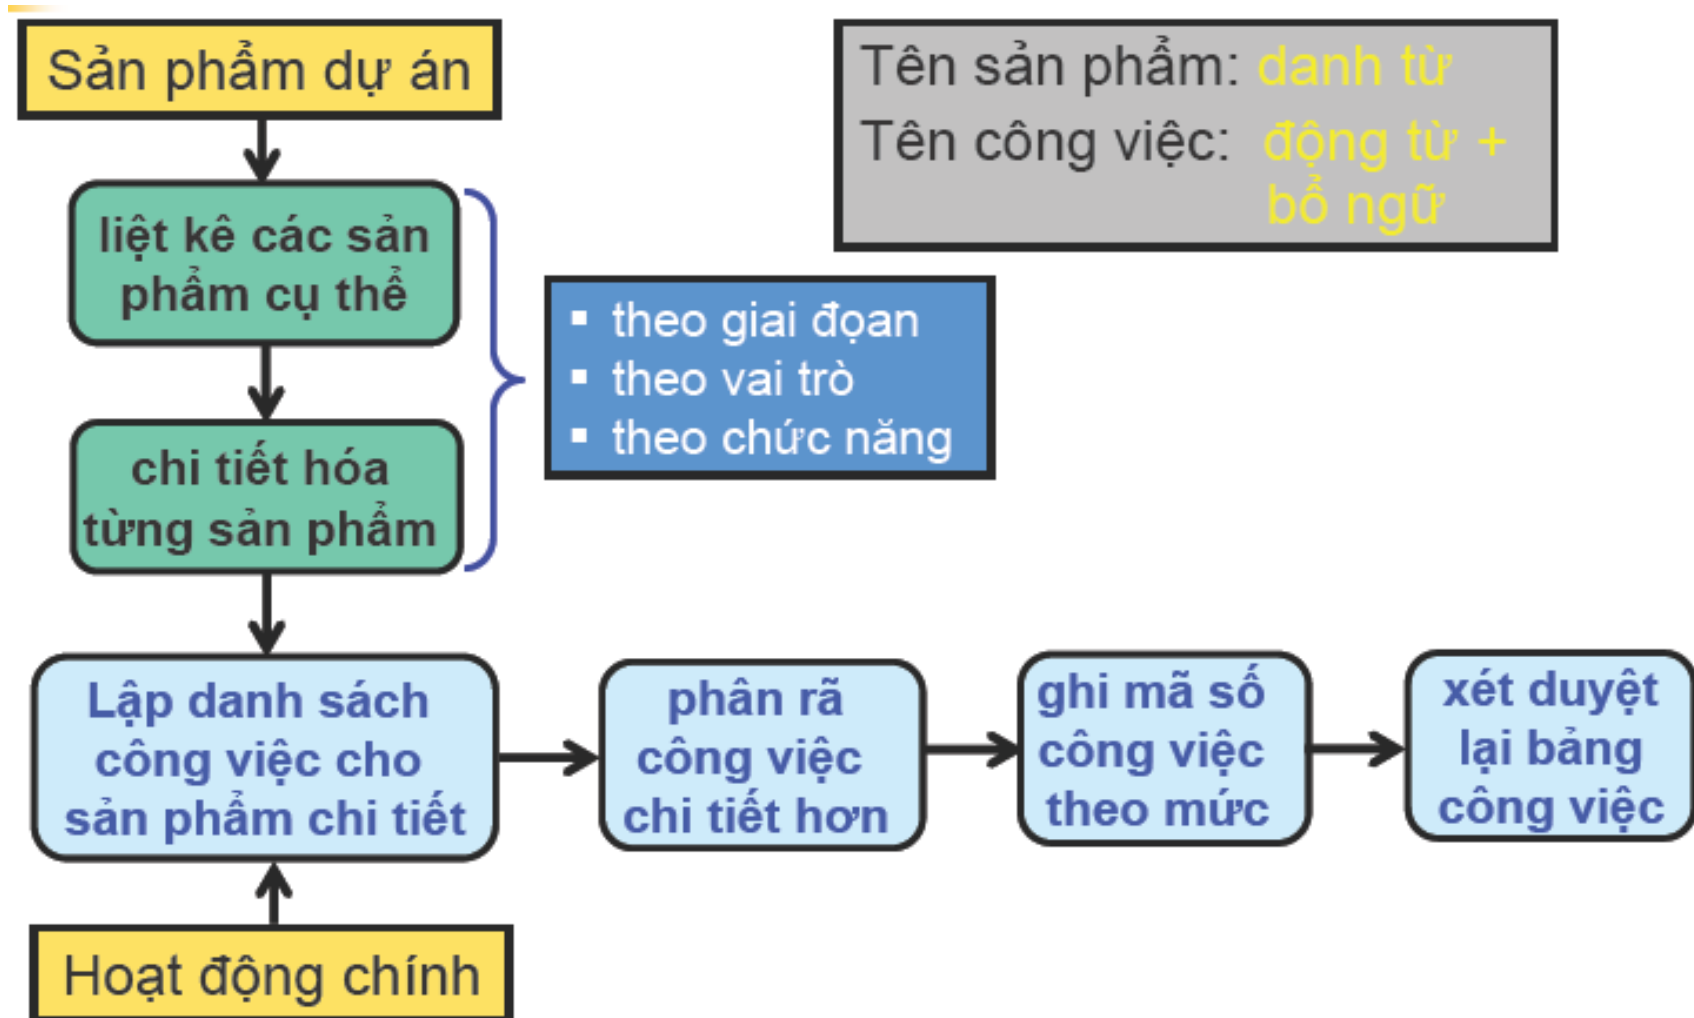 Sản phẩm dự án
Tên sản phẩm: danh từ
Tên công việc: động từ +
bổ ngữ
liệt kê các sản
phẩm cụ thể
▪ theo giai đọan
▪ theo vai trò
▪ theo chức năng
chi tiết hóa
từng sản phẩm
Lập danh sách
công việc cho
sản phẩm chi tiết
phân rã
công việc
chi tiết hơn
ghi mã số
công việc
theo mức
xét duyệt
lại bảng
công việc
Hoạt động chính